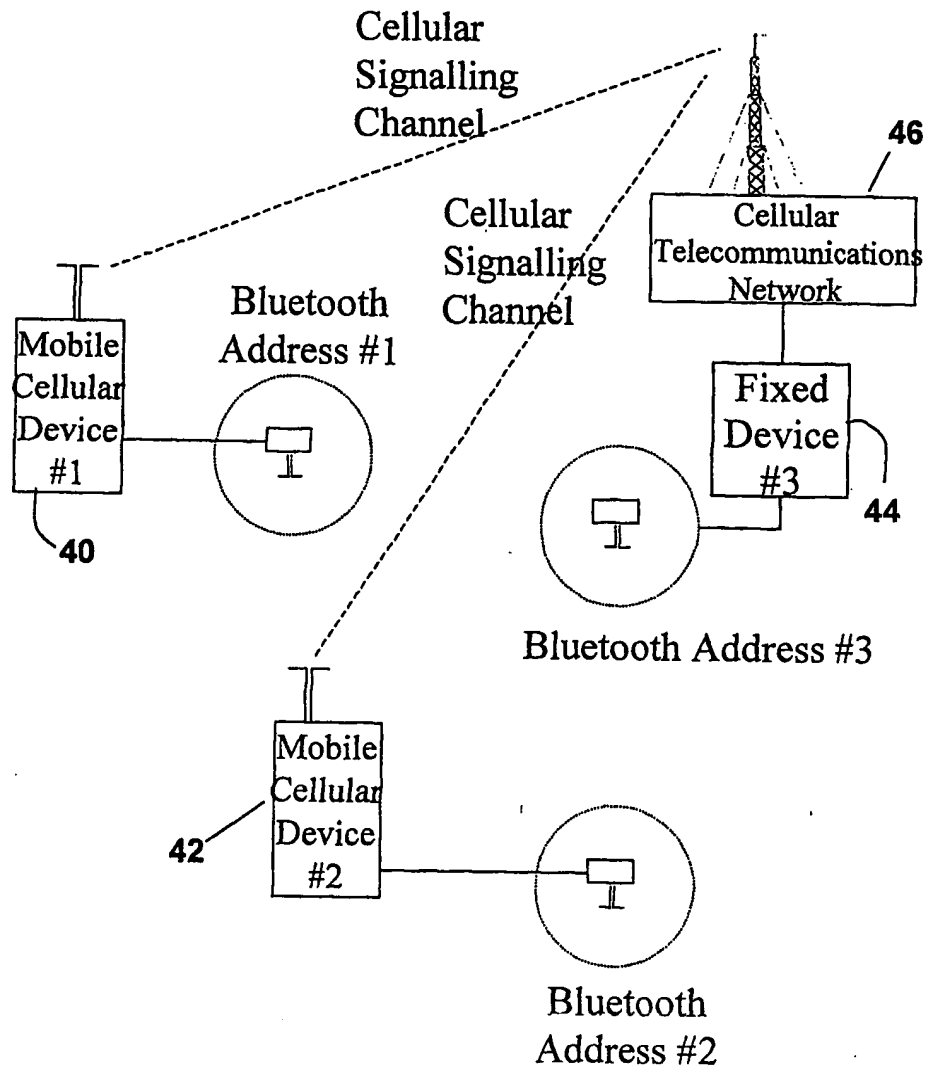 Cellular
Signalling
Channel
46
Cellular
Telecommunications
Network
Cellular
Signalling
Channel
Bluetooth
Address #1
Mobile
Cellular
Device
#1
40
Fixed
Device
#3
44
Bluetooth Address #3
Mobile
Cellular
Device
#2
42
Bluetooth
Address #2